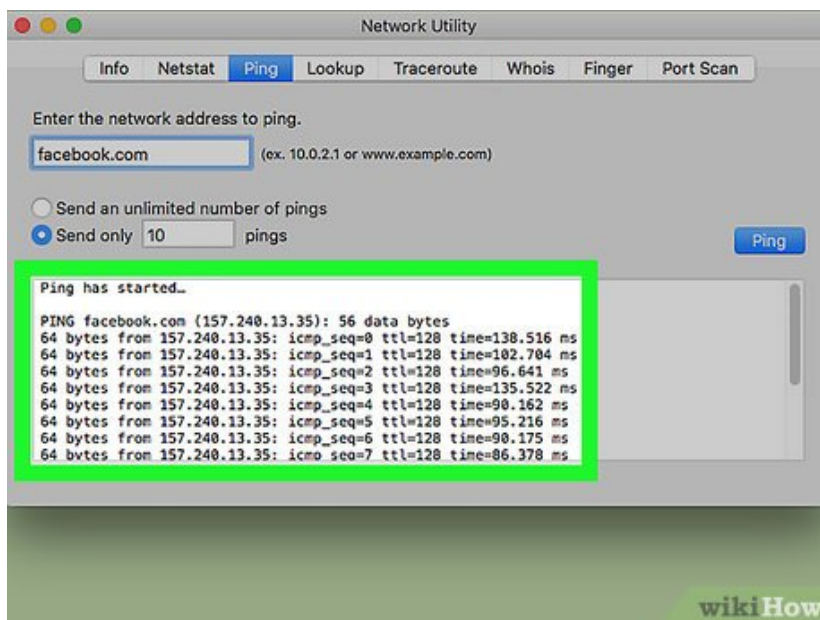 Network Utility
Info Netstat Ping Lookup Traceroute Whois Finger Port Scan
Enter the network address to ping.
facebook.com (ex. 10.0.2.1 or www.example.com)
Send an unlimited number of pings
Send only 10 pings
Ping
Ping has started…
PING facebook.com (157.240.13.35): 56 data bytes
64 bytes from 157.240.13.35: icmp_seq=0 ttl=128 time=138.516 ms
64 bytes from 157.240.13.35: icmp_seq=1 ttl=128 time=102.704 ms
64 bytes from 157.240.13.35: icmp_seq=2 ttl=128 time=96.641 ms
64 bytes from 157.240.13.35: icmp_seq=3 ttl=128 time=135.522 ms
64 bytes from 157.240.13.35: icmp_seq=4 ttl=128 time=90.162 ms
64 bytes from 157.240.13.35: icmp_seq=5 ttl=128 time=95.216 ms
64 bytes from 157.240.13.35: icmp_seq=6 ttl=128 time=90.175 ms
64 bytes from 157.240.13.35: icmp_seq=7 ttl=128 time=86.378 ms
wikiHow